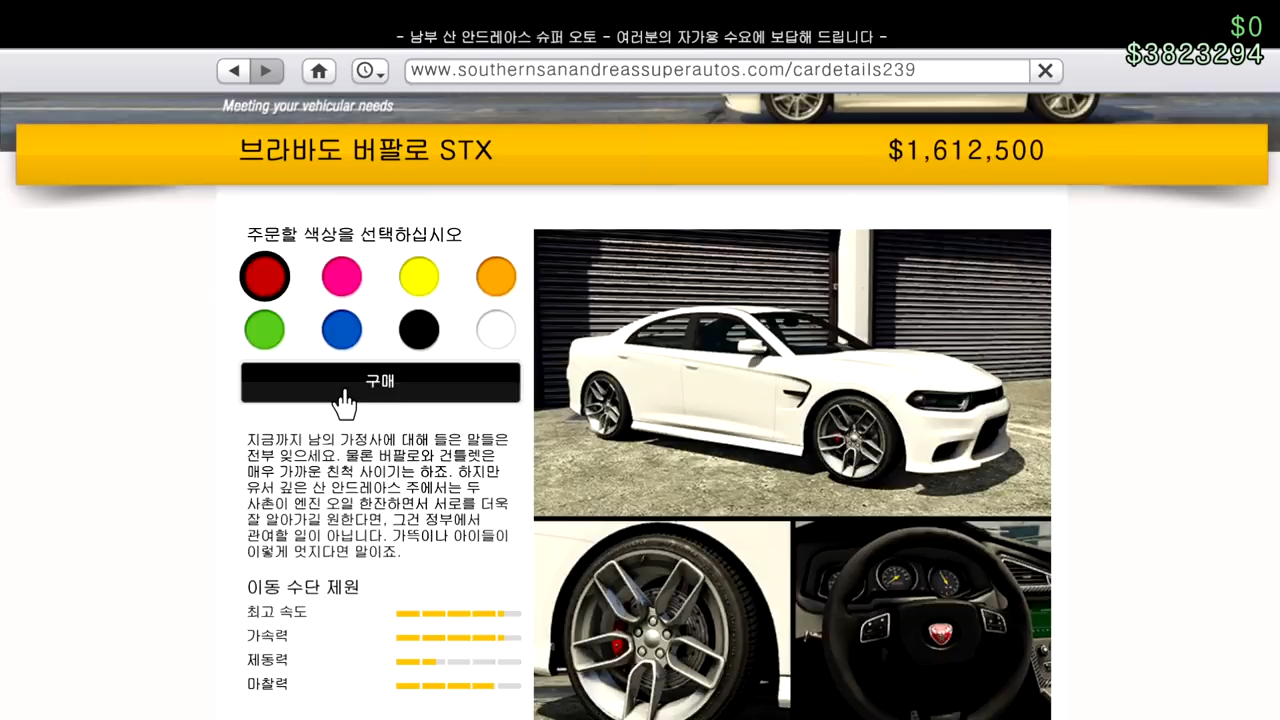 - 남부 산 안드레아스 슈퍼 오토 - 여러분의 자가용 수요에 보답해 드립니다 -
$0
$3823294
www.southernsanandreassuperautos.com/cardetails239
Meeting your vehicular needs
브라바도 버팔로 STX
$1,612,500
주문할 색상을 선택하십시오
구매
지금까지 남의 가정사에 대해 들은 말들은
전부 잊으세요. 물론 버팔로와 건틀렛은
매우 가까운 친척 사이기는 하죠. 하지만
유서 깊은 산 안드레아스 주에서는 두
사촌이 엔진 오일 한잔하면서 서로를 더욱
잘 알아가길 원한다면, 그건 정부에서
관여할 일이 아닙니다. 가뜩이나 아이들이
이렇게 멋지다면 말이죠.
이동 수단 제원
최고 속도
가속력
제동력
마찰력